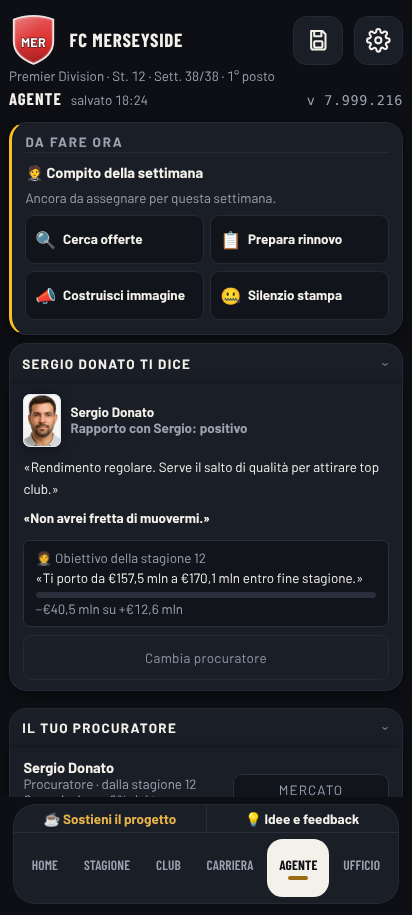 MER
FC MERSEYSIDE
Premier Division · St. 12 · Sett. 38/38 · 1° posto
AGENTE salvato 18:24 v 7.999.216
DA FARE ORA
Compito della settimana
Ancora da assegnare per questa settimana.
Cerca offerte
Prepara rinnovo
Costruisci immagine
Silenzio stampa
SERGIO DONATO TI DICE
Sergio Donato
Rapporto con Sergio: positivo
«Rendimento regolare. Serve il salto di qualità per attirare top
club.»
«Non avrei fretta di muovermi.»
Obiettivo della stagione 12
«Ti porto da €157,5 mln a €170,1 mln entro fine stagione.»
−€40,5 mln su +€12,6 mln
Cambia procuratore
IL TUO PROCURATORE
Sergio Donato
Procuratore · dalla stagione 12
MERCATO
Sostieni il progetto
Idee e feedback
HOME STAGIONE CLUB CARRIERA AGENTE UFFICIO